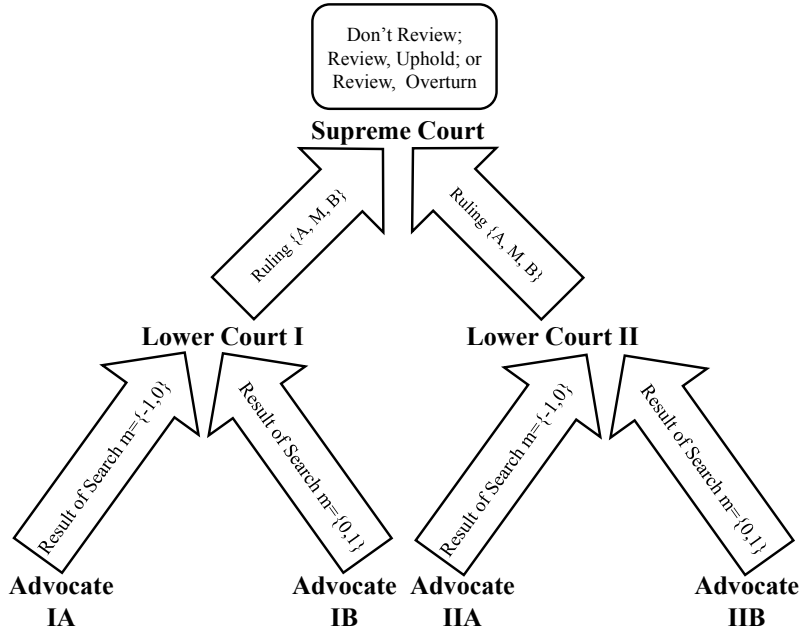 Don't Review;
Review, Uphold; or
Review, Overturn
Supreme Court
Ruling {A, M, B}
Ruling {A, M, B}
Lower Court I
Lower Court II
Result of Search m={-1,0}
Result of Search m={0,1}
Result of Search m={-1,0}
Result of Search m={0,1}
Advocate
IA
Advocate
IB
Advocate
IIA
Advocate
IIB